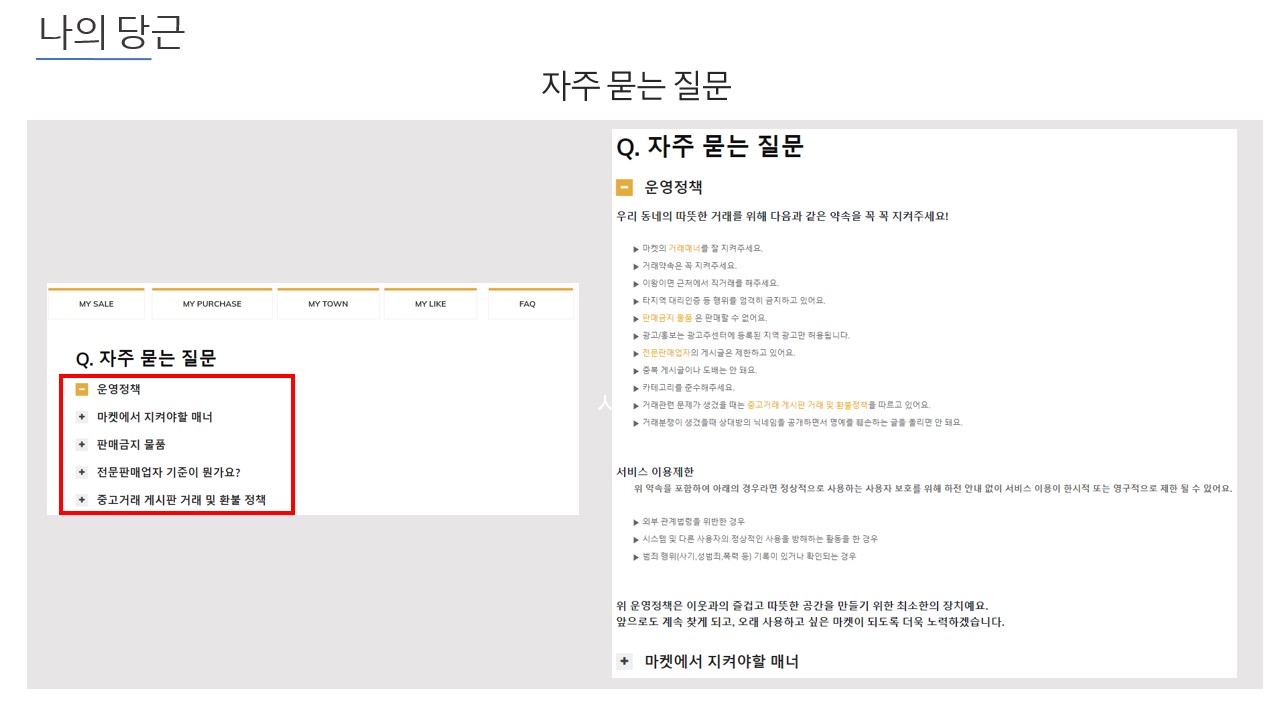 나의 당근
자주 묻는 질문
MY SALE
MY PURCHASE
MY TOWN
MY LIKE
FAQ
Q. 자주 묻는 질문
운영정책
마켓에서 지켜야할 매너
판매금지 물품
전문판매업자 기준이 뭔가요?
중고거래 게시판 거래 및 환불 정책
Q. 자주 묻는 질문
운영정책
우리 동네의 따뜻한 거래를 위해 다음과 같은 약속을 꼭 꼭 지켜주세요!
▶ 마켓의 거래매너를 잘 지켜주세요.
▶ 거래약속은 꼭 지켜주세요.
▶ 이왕이면 근처에서 직거래를 해주세요.
▶ 타지역 대리인증 등 행위를 엄격히 금지하고 있어요.
▶ 판매금지 물품 은 판매할 수 없어요.
▶ 광고/홍보는 광고주센터에 등록된 지역 광고만 허용됩니다.
▶ 전문판매업자의 게시글은 제한하고 있어요.
▶ 중복 게시글이나 도배는 안 돼요.
▶ 카테고리를 준수해주세요.
▶ 거래관련 문제가 생겼을 때는 중고거래 게시판 거래 및 환불정책을 따르고 있어요.
▶ 거래분쟁이 생겼을때 상대방의 닉네임을 공개하면서 명예를 훼손하는 글을 올리면 안 돼요.
서비스 이용제한
위 약속을 포함하여 아래의 경우라면 정상적으로 사용하는 사용자 보호를 위해 하전 안내 없이 서비스 이용이 한시적 또는 영구적으로 제한 될 수 있어요.
▶ 외부 관계법령을 위반한 경우
▶ 시스템 및 다른 사용자의 정상적인 사용을 방해하는 활동을 한 경우
▶ 범죄 행위(사기,성범죄,폭력 등) 기록이 있거나 확인되는 경우
위 운영정책은 이웃과의 즐겁고 따뜻한 공간을 만들기 위한 최소한의 장치예요.
앞으로도 계속 찾게 되고, 오래 사용하고 싶은 마켓이 되도록 더욱 노력하겠습니다.
마켓에서 지켜야할 매너